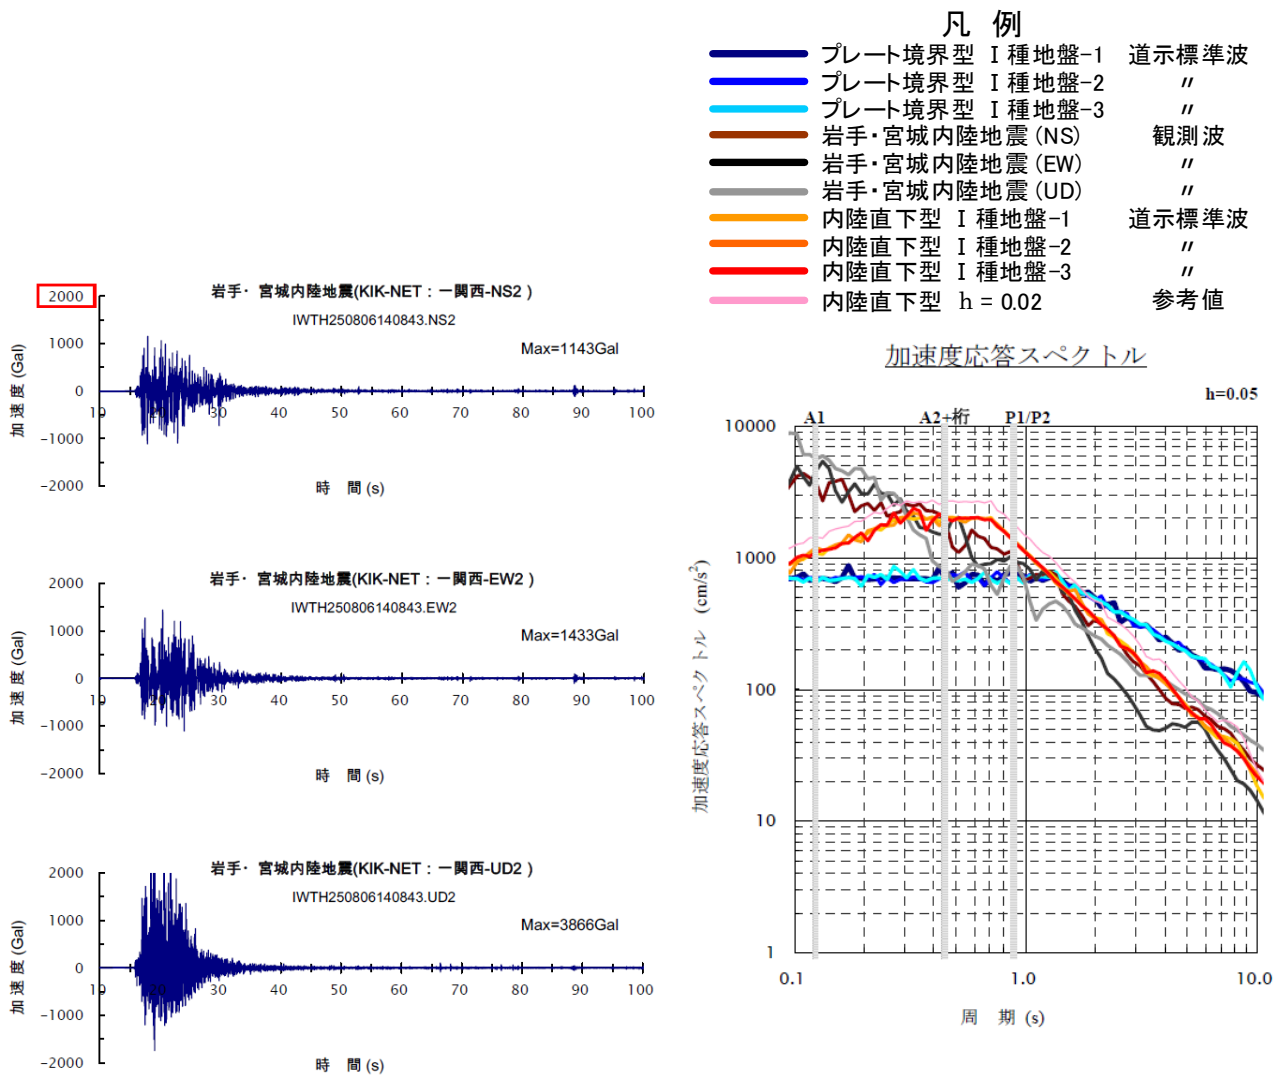 凡 例
プレート境界型 Ⅰ種地盤-1 道示標準波
プレート境界型 Ⅰ種地盤-2 〃
プレート境界型 Ⅰ種地盤-3 〃
岩手・宮城内陸地震(NS) 観測波
岩手・宮城内陸地震(EW) 〃
岩手・宮城内陸地震(UD) 〃
内陸直下型 Ⅰ種地盤-1 道示標準波
内陸直下型 Ⅰ種地盤-2 〃
内陸直下型 Ⅰ種地盤-3 〃
内陸直下型 h = 0.02 参考値
岩手・宮城内陸地震(KIK-NET：一関西-NS2)
IWTH250806140843.NS2
Max=1143Gal
加速度(Gal)
2000
1000
0
-1000
-2000
10 20 30 40 50 60 70 80 90 100
時 間(s)
岩手・宮城内陸地震(KIK-NET：一関西-EW2)
IWTH250806140843.EW2
Max=1433Gal
加速度(Gal)
2000
1000
0
-1000
-2000
10 20 30 40 50 60 70 80 90 100
時 間(s)
岩手・宮城内陸地震(KIK-NET：一関西-UD2)
IWTH250806140843.UD2
Max=3866Gal
加速度(Gal)
2000
1000
0
-1000
-2000
10 20 30 40 50 60 70 80 90 100
時 間(s)
加速度応答スペクトル
h=0.05
A1 A2+桁 P1/P2
加速度応答スペクトル (cm/s²)
10000
1000
100
10
1
0.1 1.0 10.0
周 期 (s)